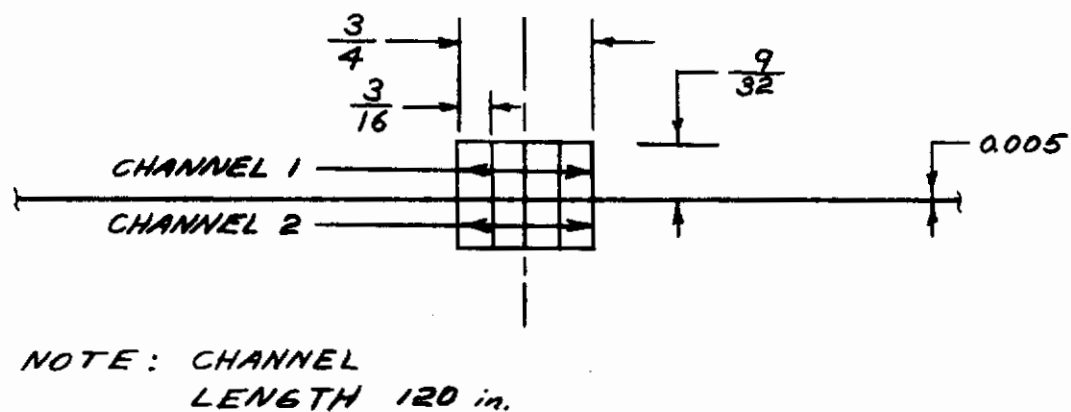 3/4
9/32
3/16
0.005
CHANNEL 1
CHANNEL 2
NOTE: CHANNEL
LENGTH 120 in.